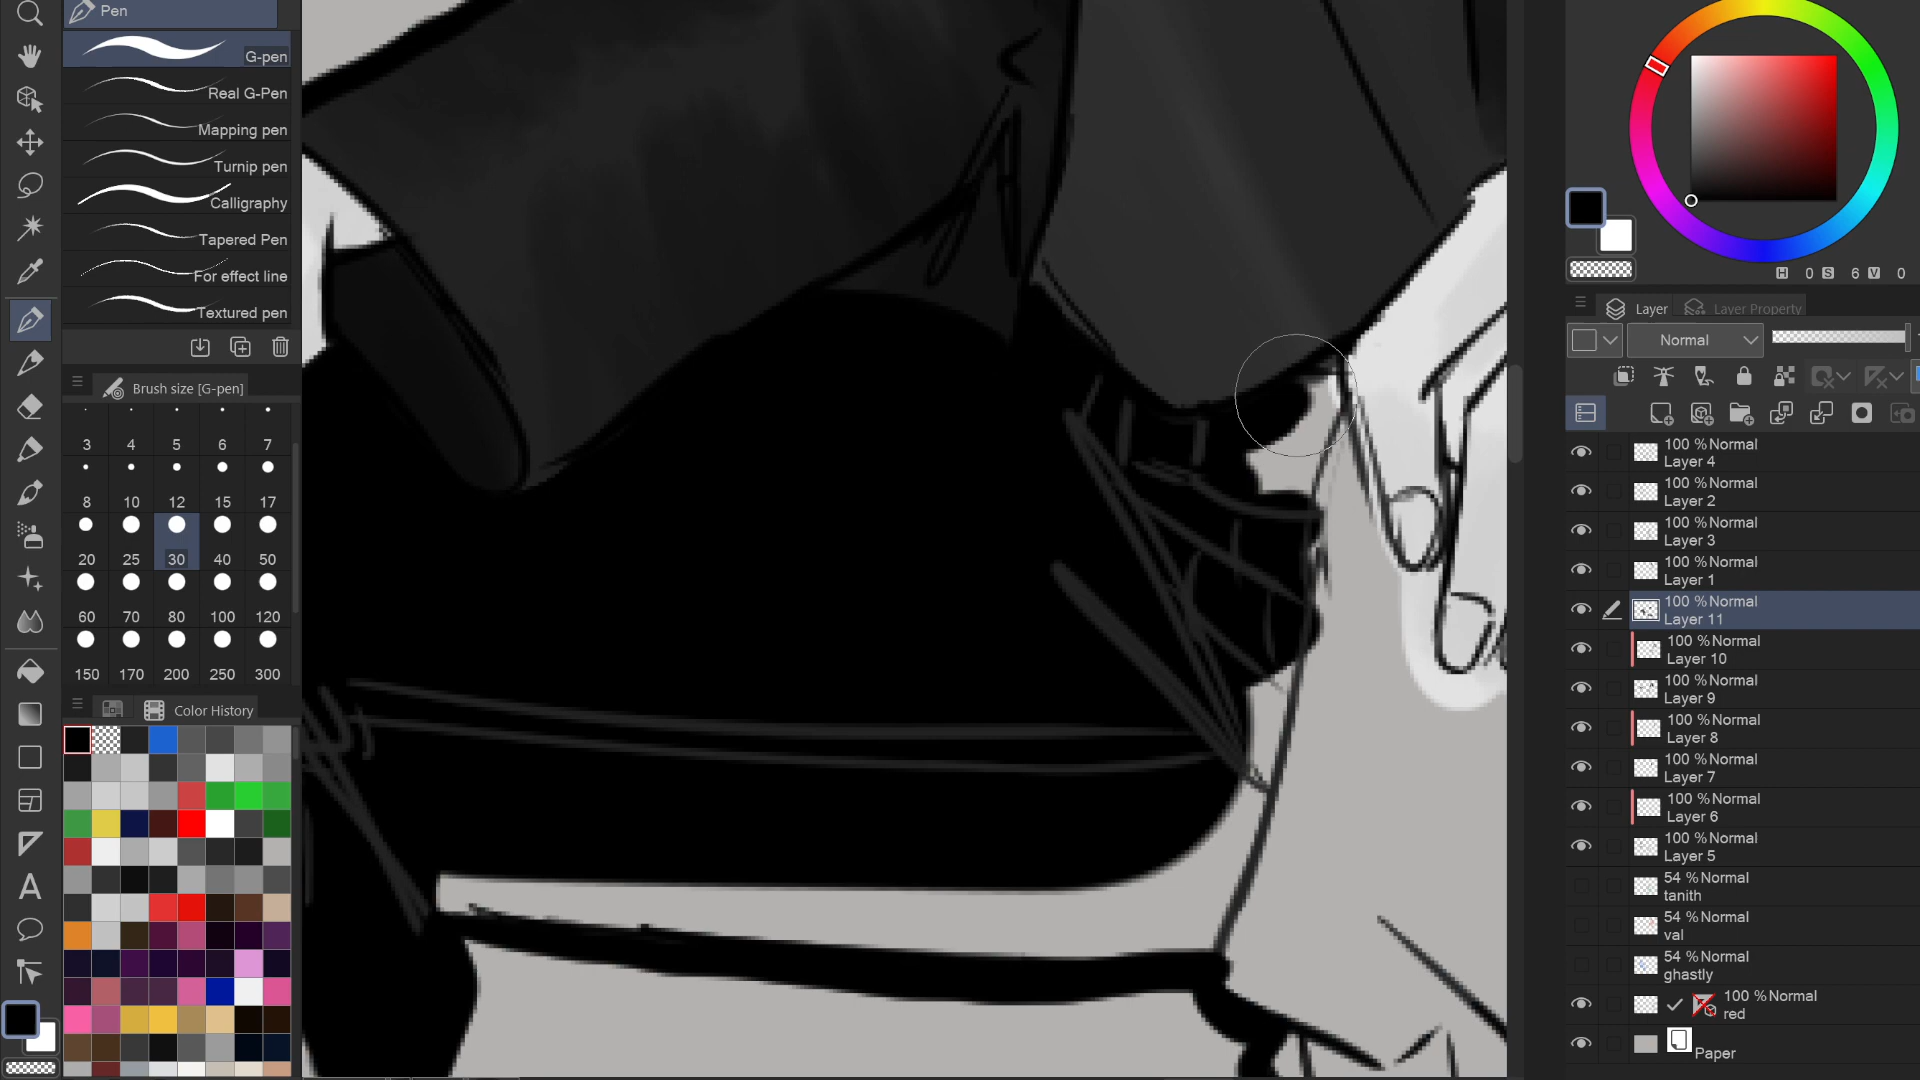 Pen
G-pen
Real G-Pen
Mapping pen
Turnip pen
Calligraphy
Tapered Pen
For effect line
Textured pen
Brush size [G-pen]
3 4 5 6 7
8 10 12 15 17
20 25 30 40 50
60 70 80 100 120
150 170 200 250 300
Color History
H 0 S 6 V 0
Layer Layer Property
Normal
100 %Normal
Layer 4
100 %Normal
Layer 2
100 %Normal
Layer 3
100 %Normal
Layer 1
100 %Normal
Layer 11
100 %Normal
Layer 10
100 %Normal
Layer 9
100 %Normal
Layer 8
100 %Normal
Layer 7
100 %Normal
Layer 6
100 %Normal
Layer 5
54 %Normal
tanith
54 %Normal
val
54 %Normal
ghastly
100 %Normal
red
Paper